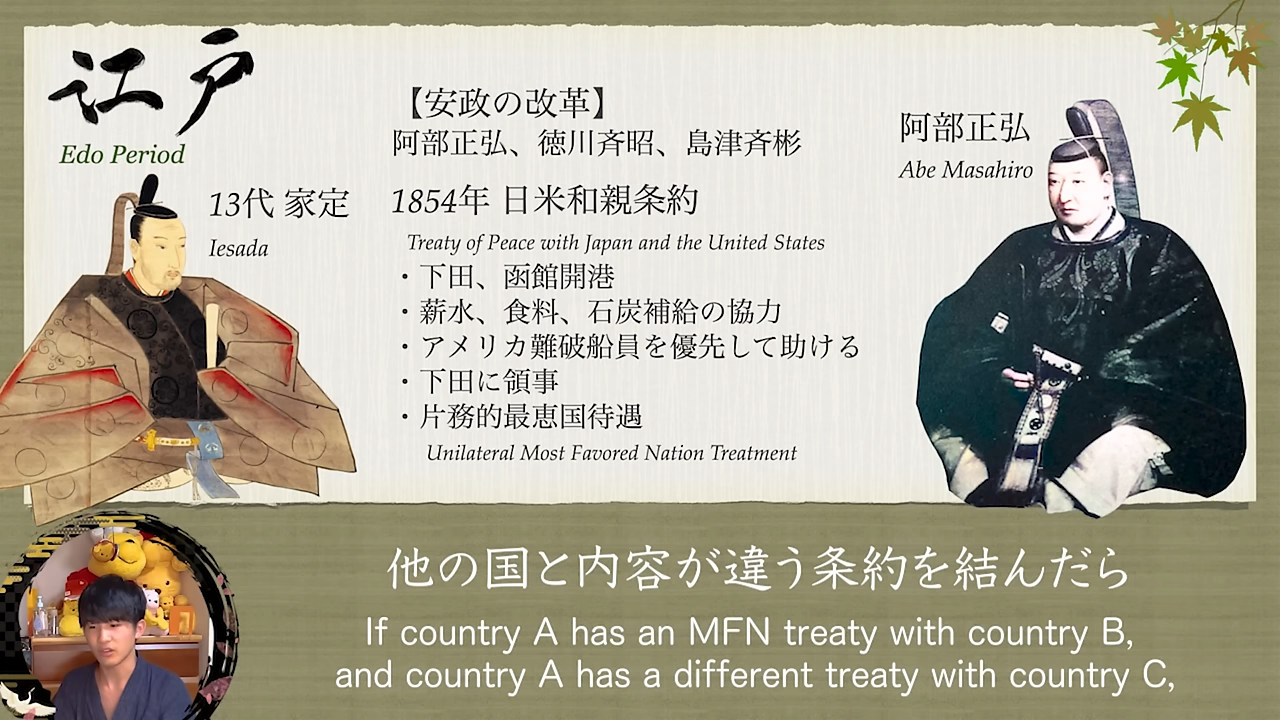 江戸
Edo Period
13代 家定
Iesada
【安政の改革】
阿部正弘、徳川斉昭、島津斉彬
1854年 日米和親条約
Treaty of Peace with Japan and the United States
・下田、函館開港
・薪水、食料、石炭補給の協力
・アメリカ難破船員を優先して助ける
・下田に領事
・片務的最恵国待遇
Unilateral Most Favored Nation Treatment
阿部正弘
Abe Masahiro
他の国と内容が違う条約を結んだら
If country A has an MFN treaty with country B,
and country A has a different treaty with country C,